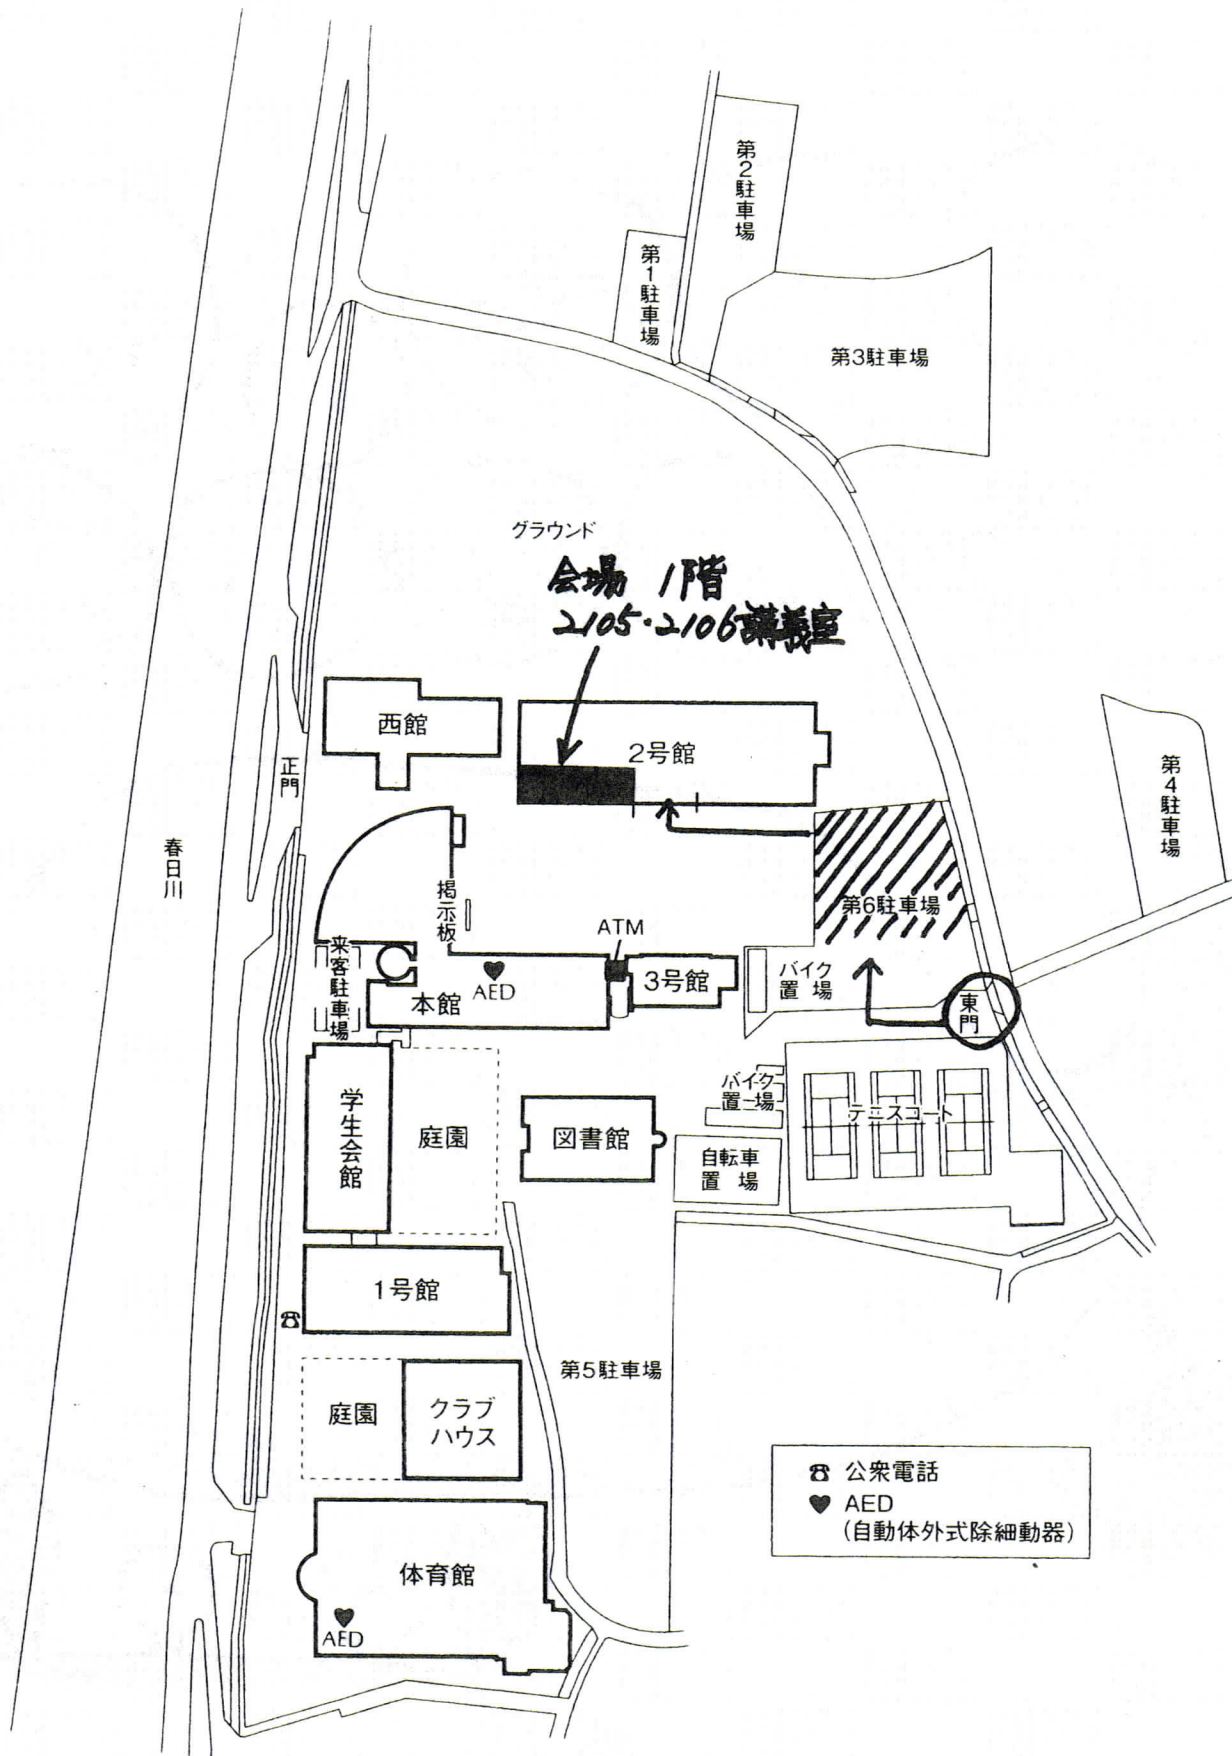 第2駐車場
第1駐車場
第3駐車場
グラウンド
会場 1階
2105・2106講義室
西館
2号館
正門
第4駐車場
春日川
掲示板
第6駐車場
ATM
来客駐車場
AED
本館
3号館
バイク
置場
東門
学生会館
庭園
図書館
バイク
置場
テニスコート
自転車
置場
1号館
第5駐車場
庭園
クラブ
ハウス
体育館
AED
公衆電話
AED
(自動体外式除細動器)